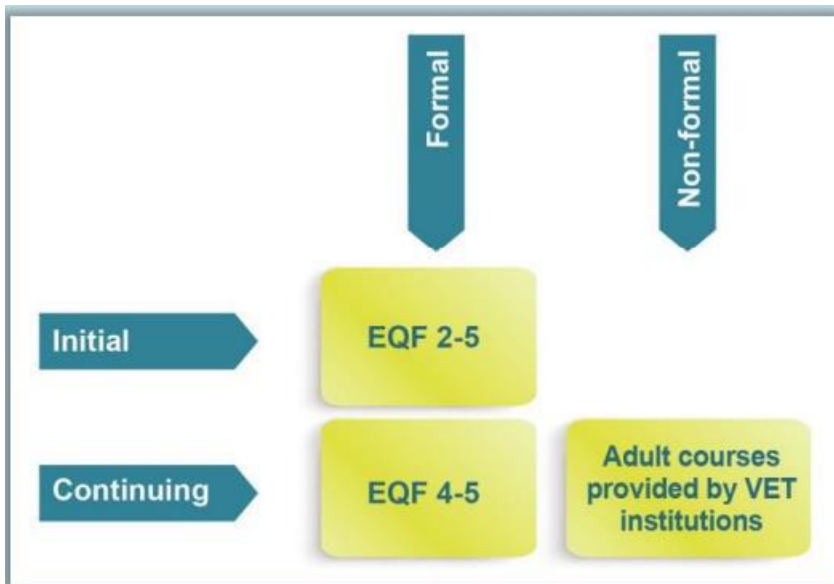 Formal
Non-formal
Initial
EQF 2-5
Continuing
EQF 4-5
Adult courses
provided by VET
institutions